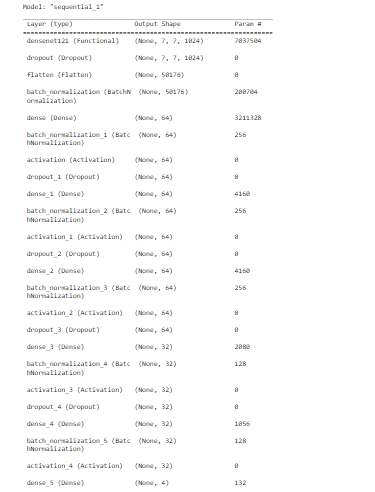 Model: "sequential_1"
Layer (type) Output Shape Param #
densenet121 (Functional) (None, 7, 7, 1024) 7037504
dropout (Dropout) (None, 7, 7, 1024) 0
flatten (Flatten) (None, 50176) 0
batch_normalization (BatchN (None, 50176) 200704
ormalization)
dense (Dense) (None, 64) 3211328
batch_normalization_1 (Batc (None, 64) 256
hNormalization)
activation (Activation) (None, 64) 0
dropout_1 (Dropout) (None, 64) 0
dense_1 (Dense) (None, 64) 4160
batch_normalization_2 (Batc (None, 64) 256
hNormalization)
activation_1 (Activation) (None, 64) 0
dropout_2 (Dropout) (None, 64) 0
dense_2 (Dense) (None, 64) 4160
batch_normalization_3 (Batc (None, 64) 256
hNormalization)
activation_2 (Activation) (None, 64) 0
dropout_3 (Dropout) (None, 64) 0
dense_3 (Dense) (None, 32) 2080
batch_normalization_4 (Batc (None, 32) 128
hNormalization)
activation_3 (Activation) (None, 32) 0
dropout_4 (Dropout) (None, 32) 0
dense_4 (Dense) (None, 32) 1056
batch_normalization_5 (Batc (None, 32) 128
hNormalization)
activation_4 (Activation) (None, 32) 0
dense_5 (Dense) (None, 4) 132